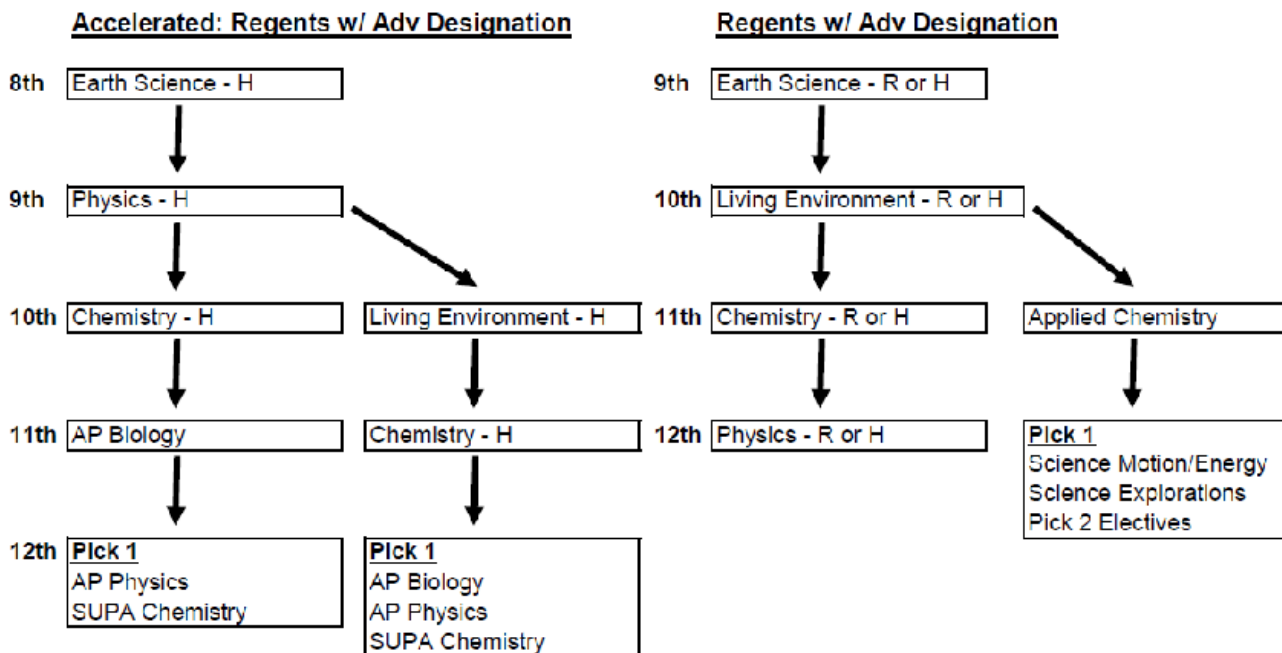 Accelerated: Regents w/ Adv Designation
8th Earth Science - H
9th Physics - H
10th Chemistry - H Living Environment - H
11th AP Biology Chemistry - H
12th Pick 1 Pick 1
AP Physics AP Biology
SUPA Chemistry AP Physics
SUPA Chemistry
Regents w/ Adv Designation
9th Earth Science - R or H
10th Living Environment - R or H
11th Chemistry - R or H Applied Chemistry
12th Physics - R or H Pick 1
Science Motion/Energy
Science Explorations
Pick 2 Electives